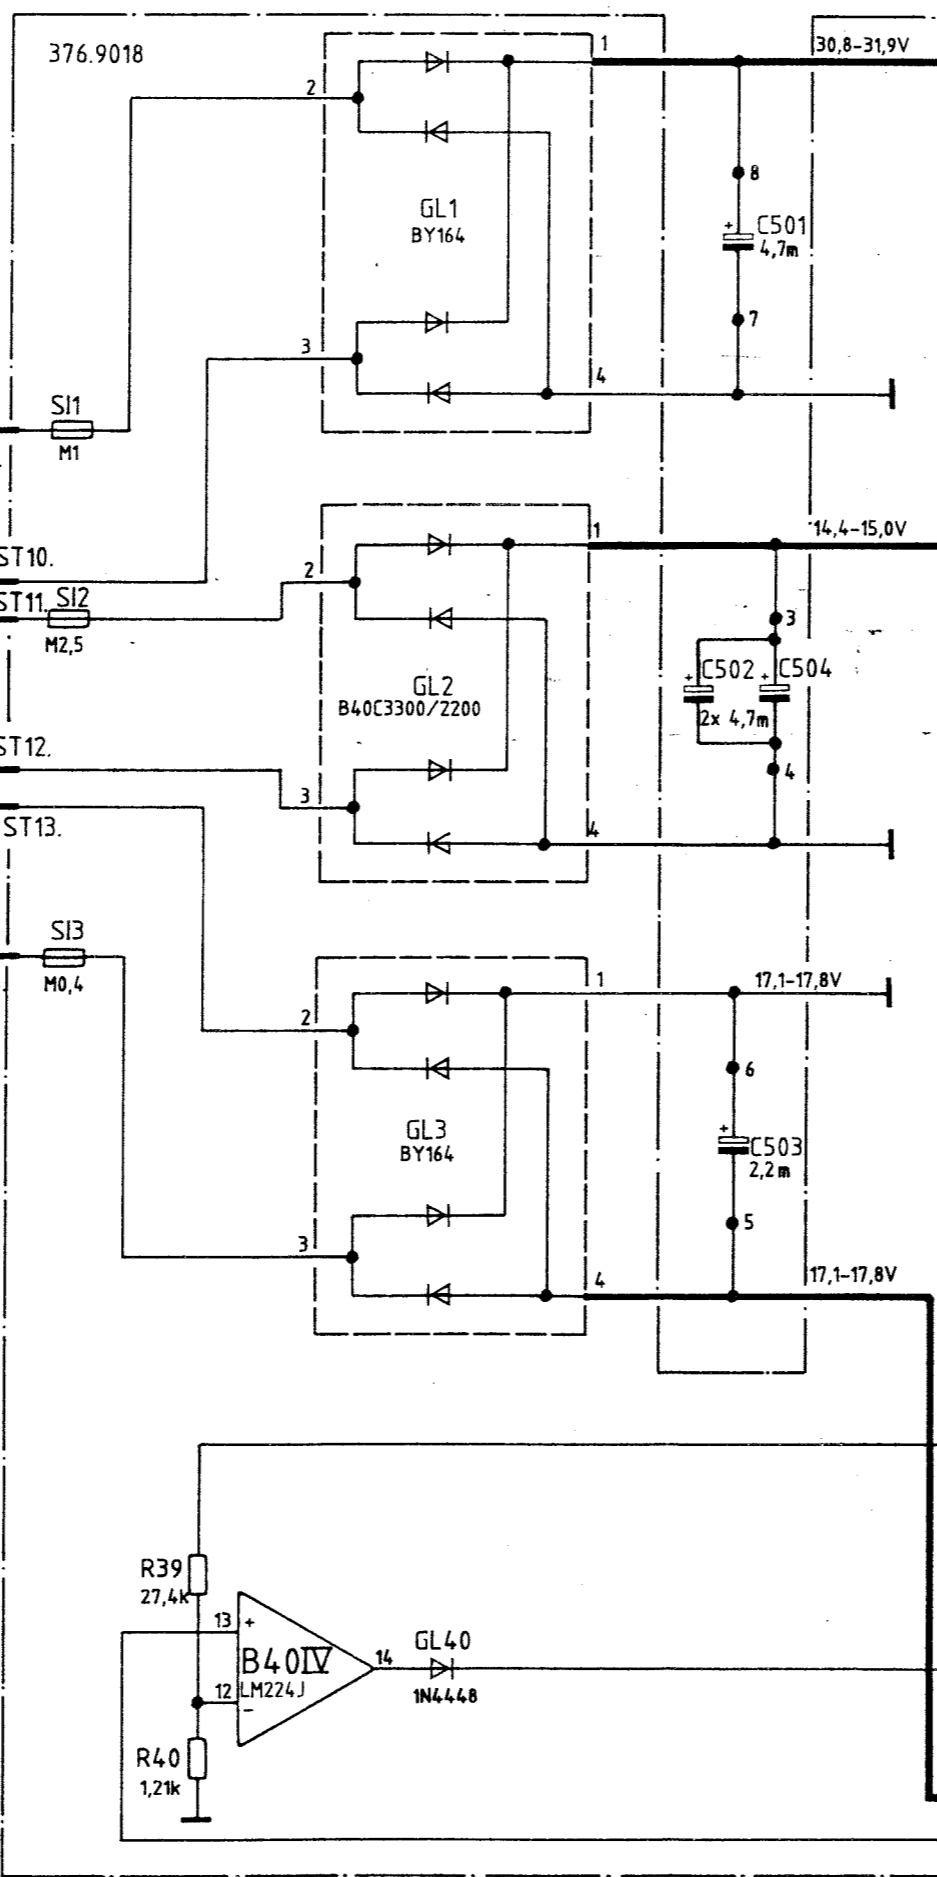 376.9018
1
30,8-31,9V
2
8
GL1
BY164
+
C501
4,7m
7
3
4
SI1
M1
1
14,4-15,0V
ST10.
2
ST11.
SI2
M2,5
3
GL2
B40C3300/2200
+
C502
+
C504
2x 4,7m
ST12.
4
3
ST13.
4
SI3
M0,4
1
17,1-17,8V
2
6
GL3
BY164
+
C503
2,2m
5
3
4
17,1-17,8V
R39
27,4k
13
+
B40IV
LM224J
14
GL40
1N4448
12
-
R40
1,21k